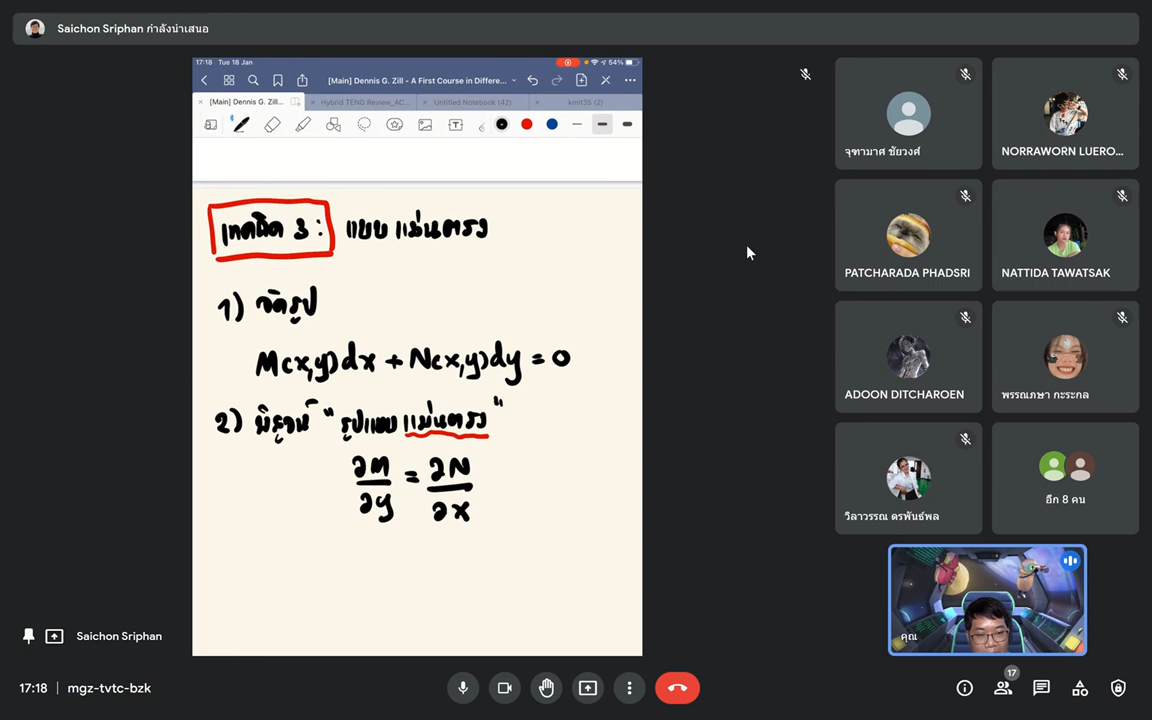 Saichon Sriphan กำลังนำเสนอ
17:18 Tue 18 Jan
54%
[Main] Dennis G. Zill - A First Course in Differe...
[Main] Dennis G. Zill...
Hybrid TENG Review_AC...
Untitled Notebook (42)
kmit35 (2)
เทคนิค 3 : แบบแม่นตรง
1) จัดรูป
M(x,y)dx + N(x,y)dy = 0
2) พิสูจน์ "รูปแบบแม่นตรง"
∂M/∂y = ∂N/∂x
จุฑามาศ ชัยวงศ์
NORRAWORN LUERO...
PATCHARADA PHADSRI
NATTIDA TAWATSAK
ADOON DITCHAROEN
พรรณภษา กะระกล
วิลาวรรณ ดรพันธ์พล
อีก 8 คน
คุณ
Saichon Sriphan
17:18 | mgz-tvtc-bzk
17